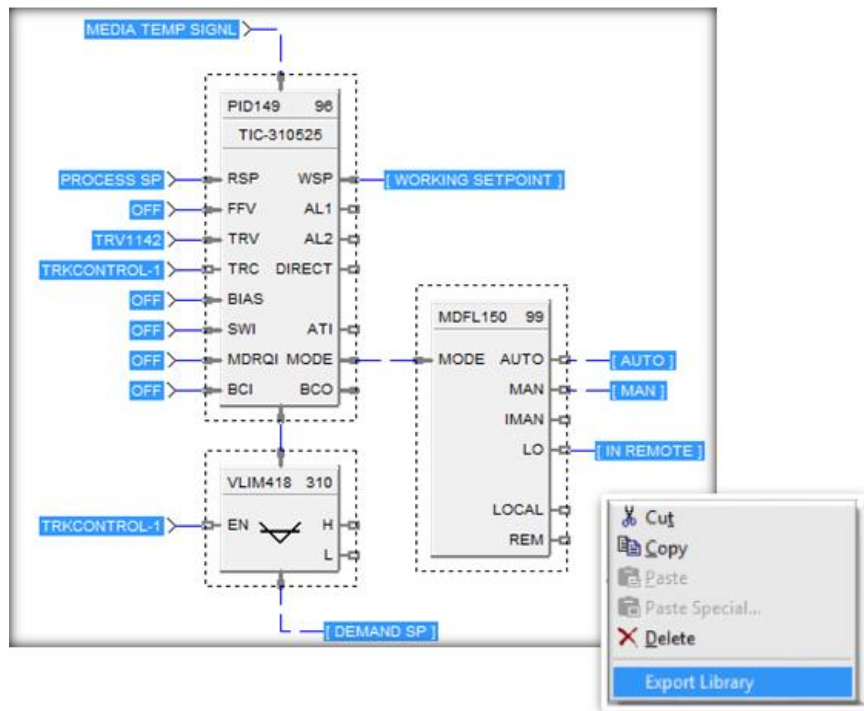 MEDIA TEMP SIGNL
PID149 96
TIC-310525
PROCESS SP RSP WSP [ WORKING SETPOINT ]
OFF FFV AL1
TRV1142 TRV AL2
TRKCONTROL-1 TRC DIRECT
OFF BIAS
OFF SWI ATI
OFF MDRQI MODE
OFF BCI BCO
MDFL150 99
MODE AUTO [ AUTO ]
MAN [ MAN ]
IMAN
LO [ IN REMOTE ]
LOCAL
REM
VLIM418 310
TRKCONTROL-1 EN H
L
[ DEMAND SP ]
Cut
Copy
Paste
Paste Special...
Delete
Export Library